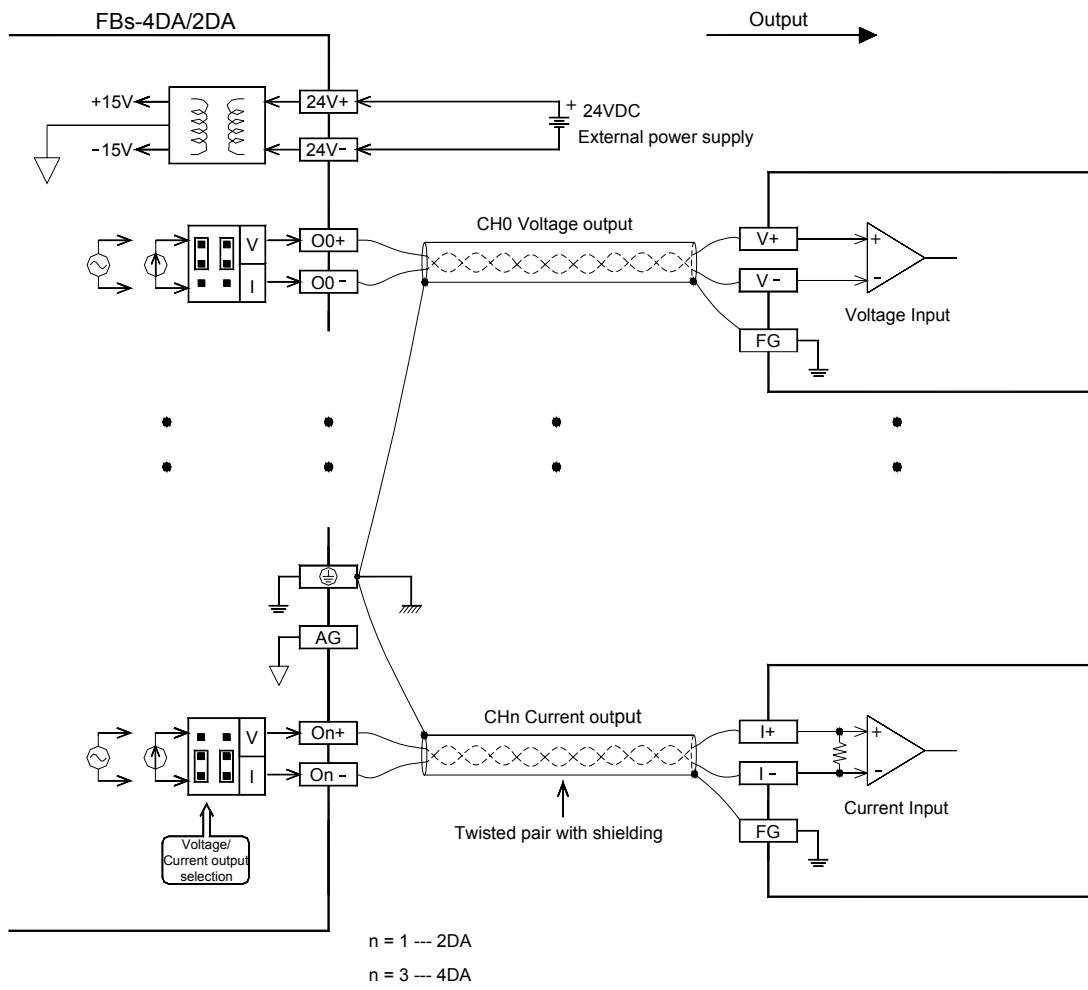 FBs-4DA/2DA
Output
+15V
24V+
+ 24VDC
External power supply
-15V
24V-
CH0 Voltage output
V
O0+
V+
+
I
O0-
V-
-
Voltage Input
FG
AG
CHn Current output
V
On+
I+
+
I
On-
I-
-
Current Input
Twisted pair with shielding
FG
Voltage/
Current output
selection
n = 1 --- 2DA
n = 3 --- 4DA